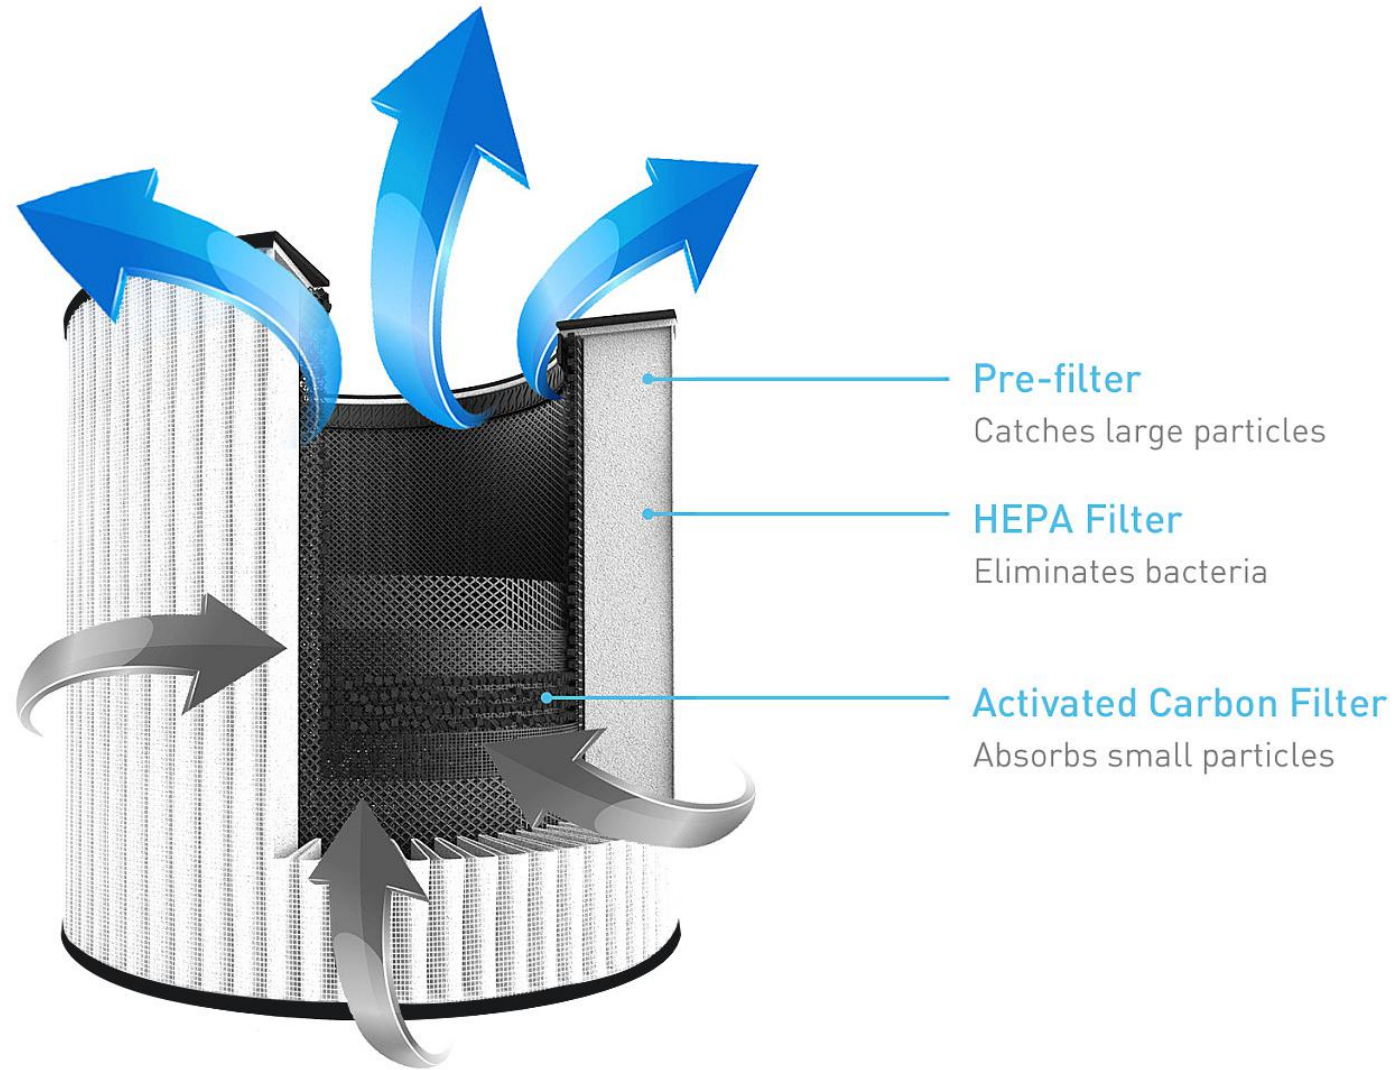 Pre-filter
Catches large particles
HEPA Filter
Eliminates bacteria
Activated Carbon Filter
Absorbs small particles